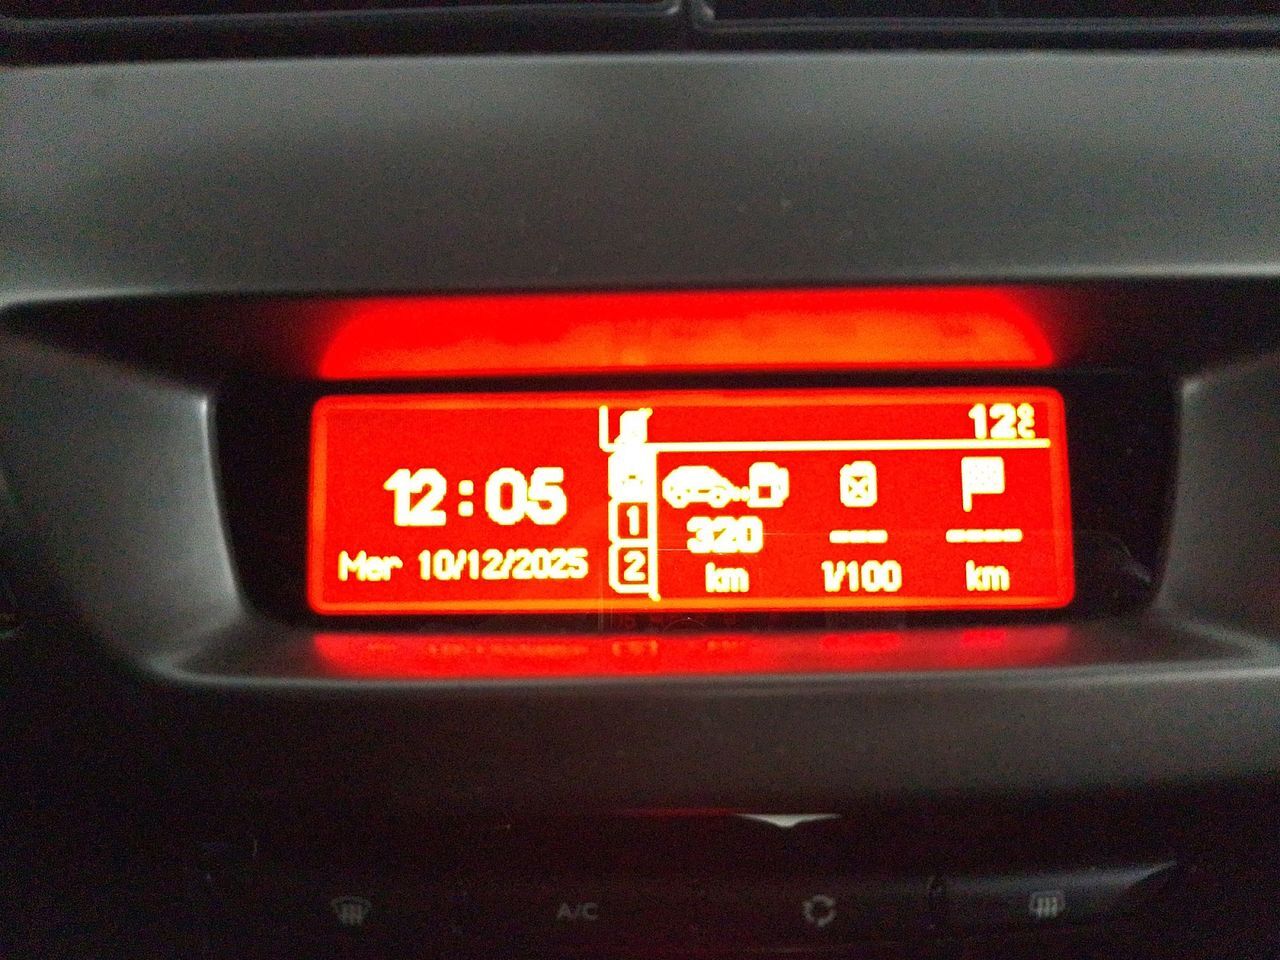 12°C
12:05
Mer 10/12/2025
1
2
320
---
----
km
l/100
km
A/C